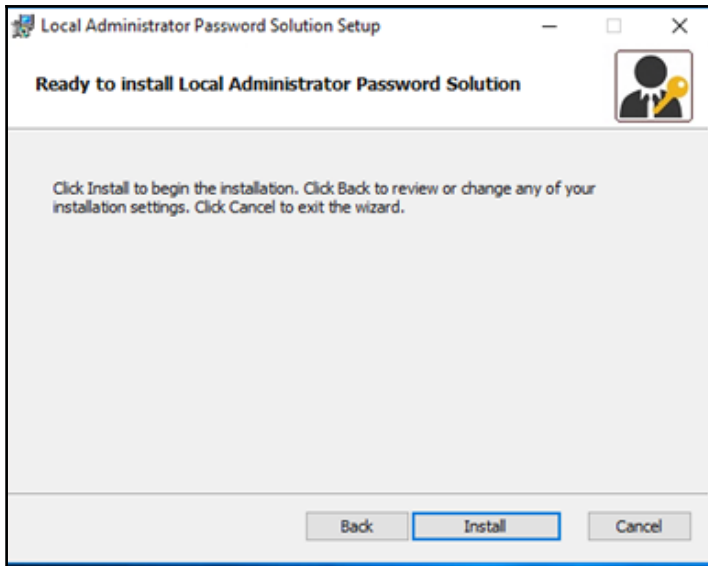 Local Administrator Password Solution Setup
Ready to install Local Administrator Password Solution
Click Install to begin the installation. Click Back to review or change any of your
installation settings. Click Cancel to exit the wizard.
Back Install Cancel